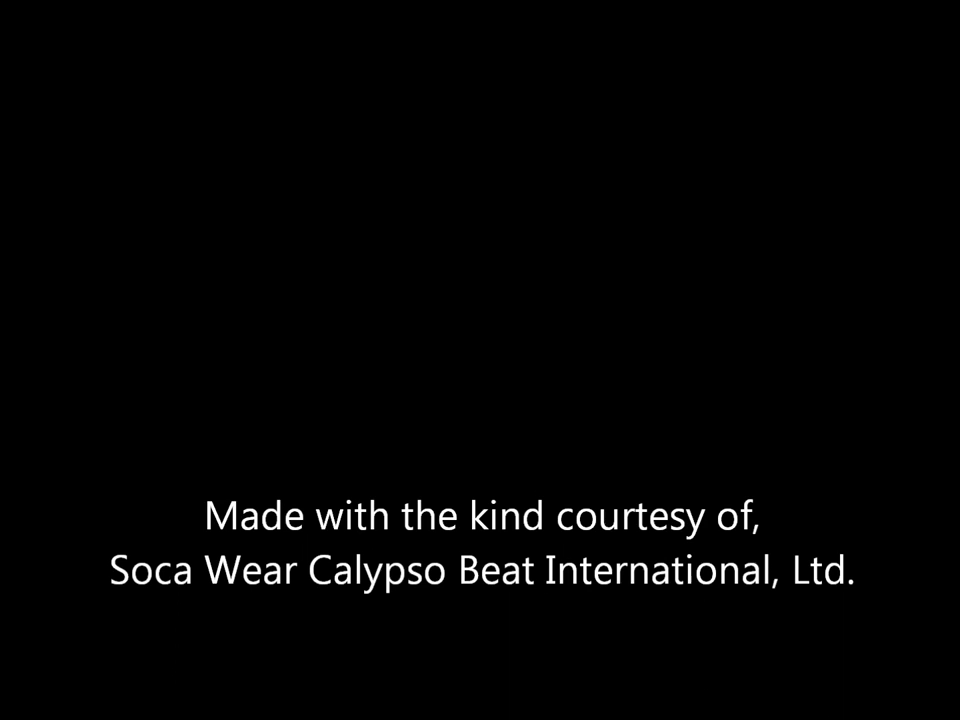 Made with the kind courtesy of,
Soca Wear Calypso Beat International, Ltd.